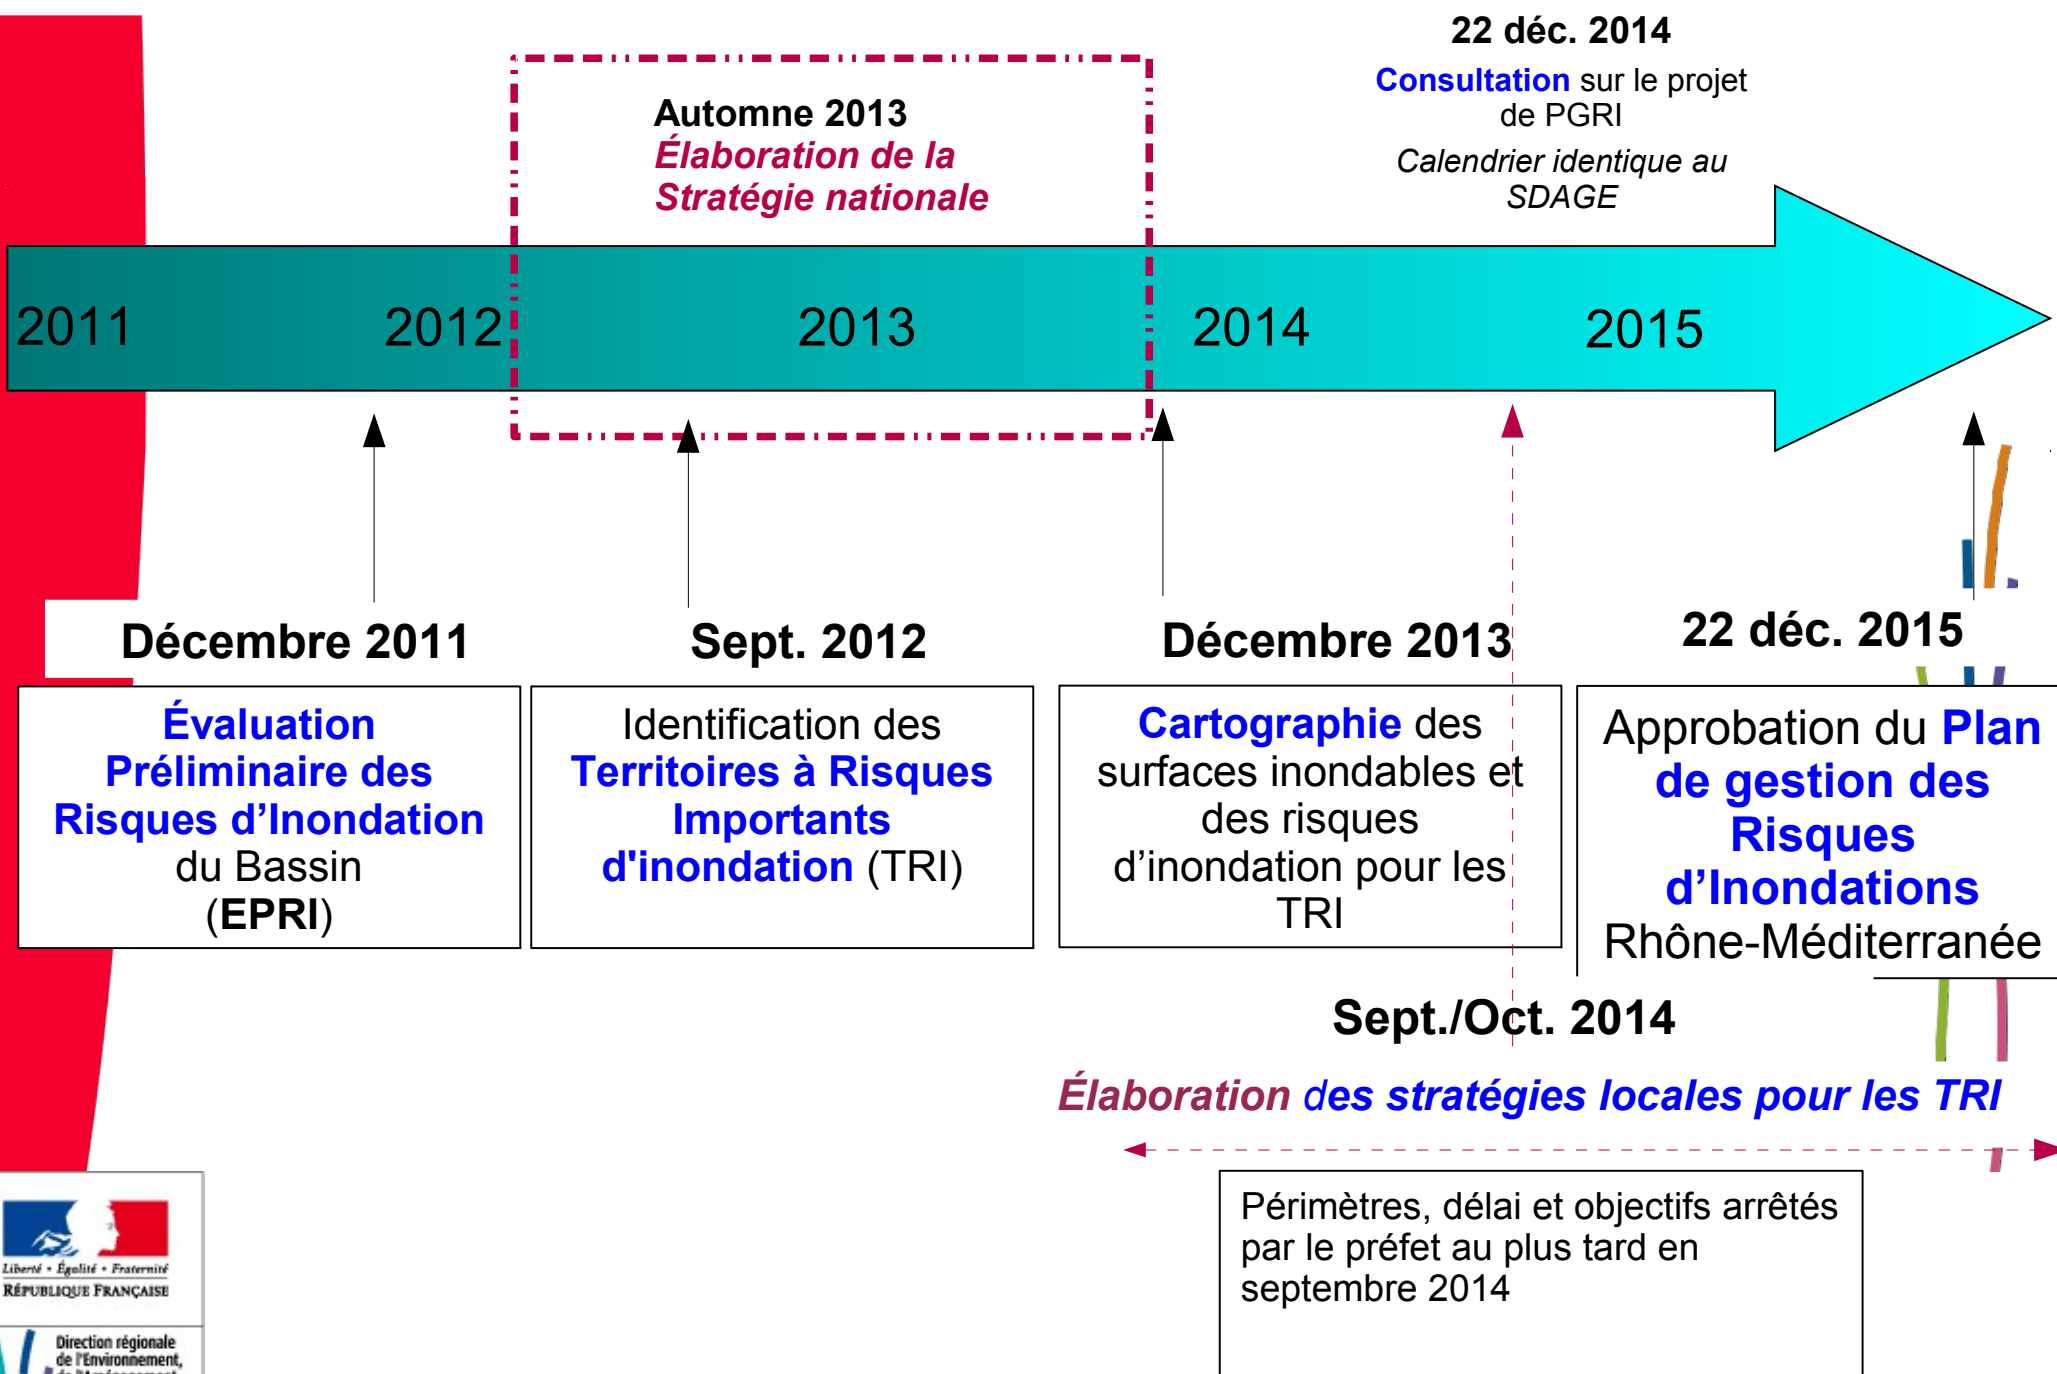 22 déc. 2014
Consultation sur le projet
de PGRI
Calendrier identique au
SDAGE
Automne 2013
Élaboration de la
Stratégie nationale
2011
2012
2013
2014
2015
Décembre 2011
Évaluation
Préliminaire des
Risques d’Inondation
du Bassin
(EPRI)
Sept. 2012
Identification des
Territoires à Risques
Importants
d'inondation (TRI)
Décembre 2013
Cartographie des
surfaces inondables et
des risques
d’inondation pour les
TRI
22 déc. 2015
Approbation du Plan
de gestion des
Risques
d’Inondations
Rhône-Méditerranée
Sept./Oct. 2014
Élaboration des stratégies locales pour les TRI
Périmètres, délai et objectifs arrêtés
par le préfet au plus tard en
septembre 2014
Liberté • Égalité • Fraternité
RÉPUBLIQUE FRANÇAISE
Direction régionale
de l'Environnement,